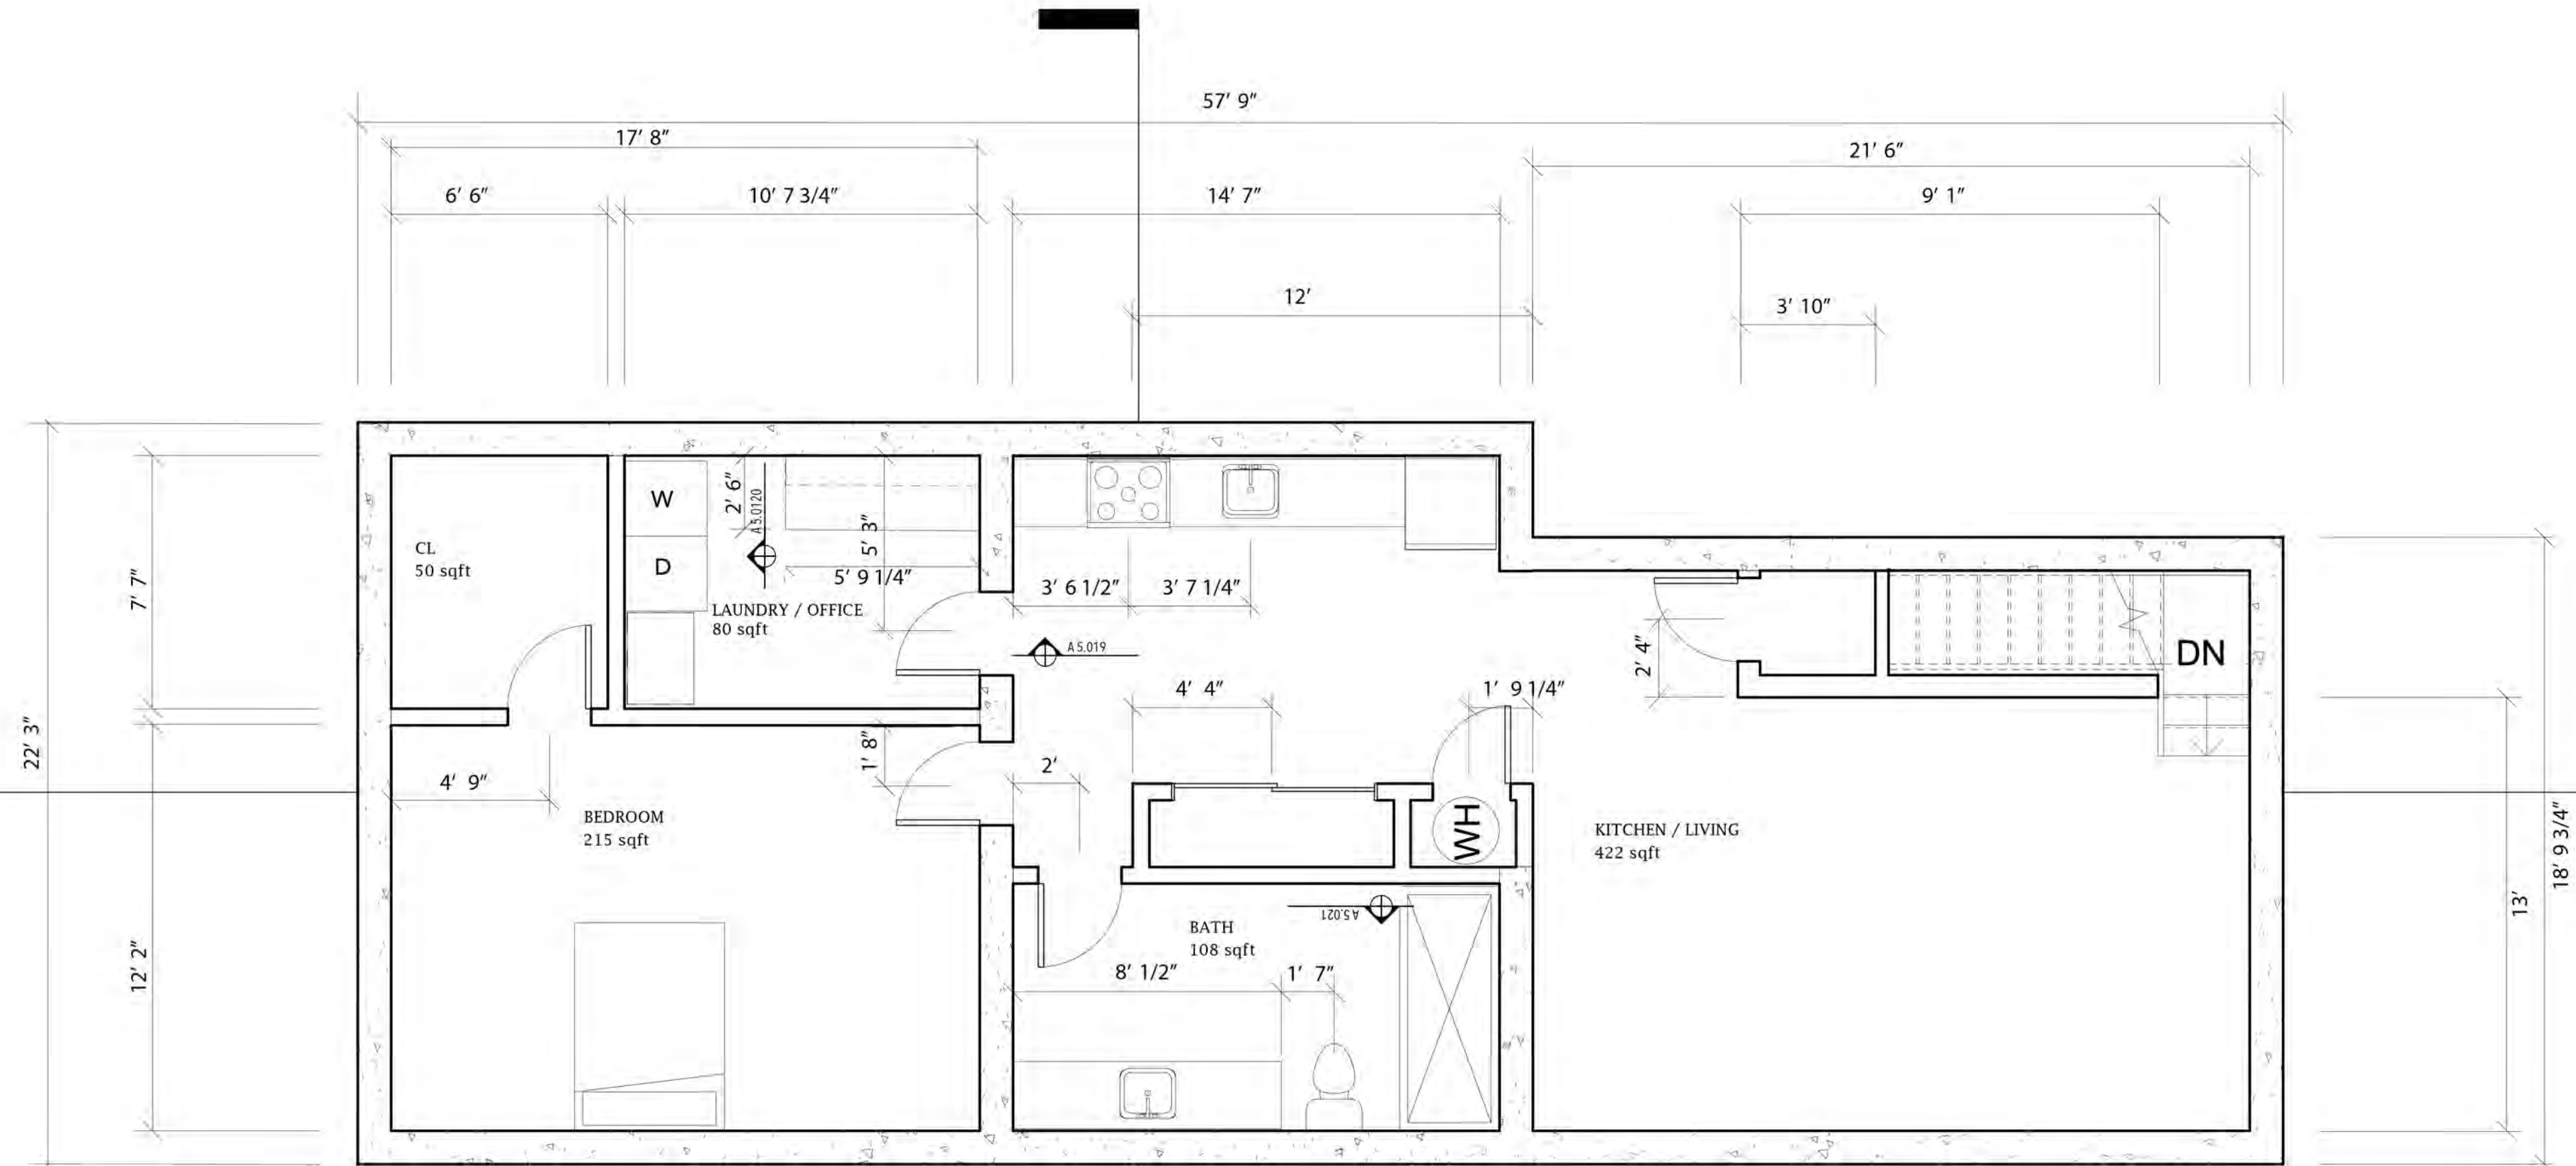 57' 9"
17' 8"
21' 6"
6' 6"
10' 7 3/4"
14' 7"
9' 1"
12'
3' 10"
W
2' 6"
A 5.0120
5' 3"
CL
50 sqft
D
5' 9 1/4"
3' 6 1/2"
3' 7 1/4"
7' 7"
LAUNDRY / OFFICE
80 sqft
A 5.019
2' 4"
DN
4' 4"
1' 9 1/4"
22' 3"
1' 8"
2'
4' 9"
BEDROOM
215 sqft
WH
KITCHEN / LIVING
422 sqft
18' 9 3/4"
13'
A 5.021
BATH
108 sqft
12' 2"
8' 1/2"
1' 7"